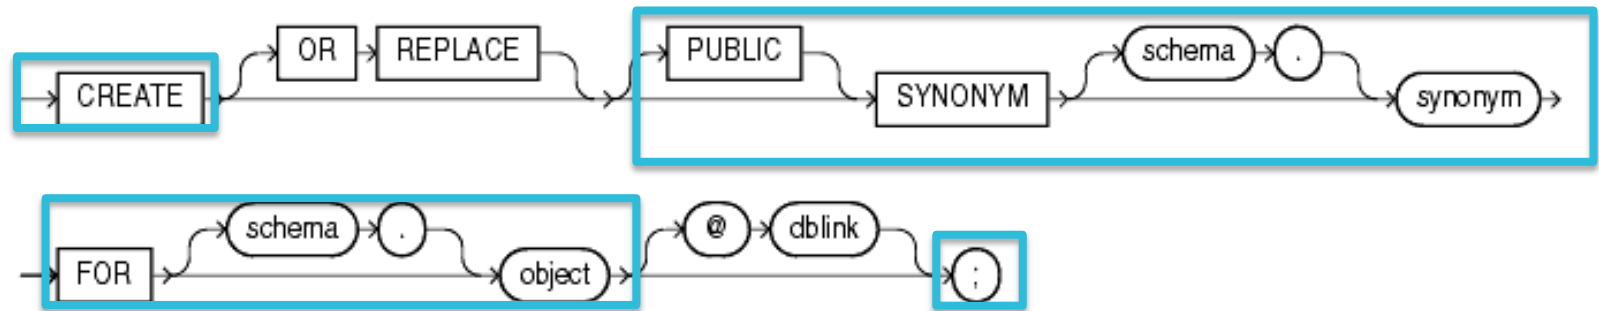 CREATE OR REPLACE PUBLIC SYNONYM schema . synonym
FOR schema . object @ dblink ;